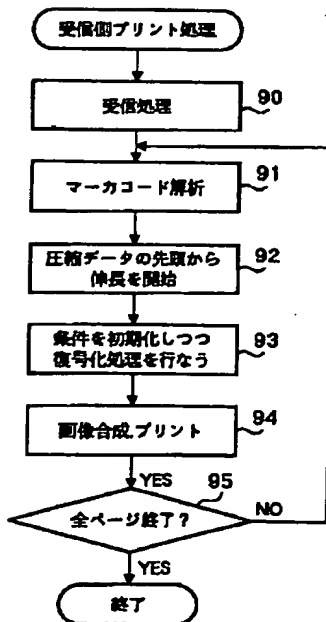 受信側プリント処理
受信処理
90
マーカコード解析
91
圧縮データの先頭から
伸長を開始
92
条件を初期化しつつ
復号化処理を行なう
93
画像合成,プリント
94
YES
95
全ページ終了?
NO
YES
終了